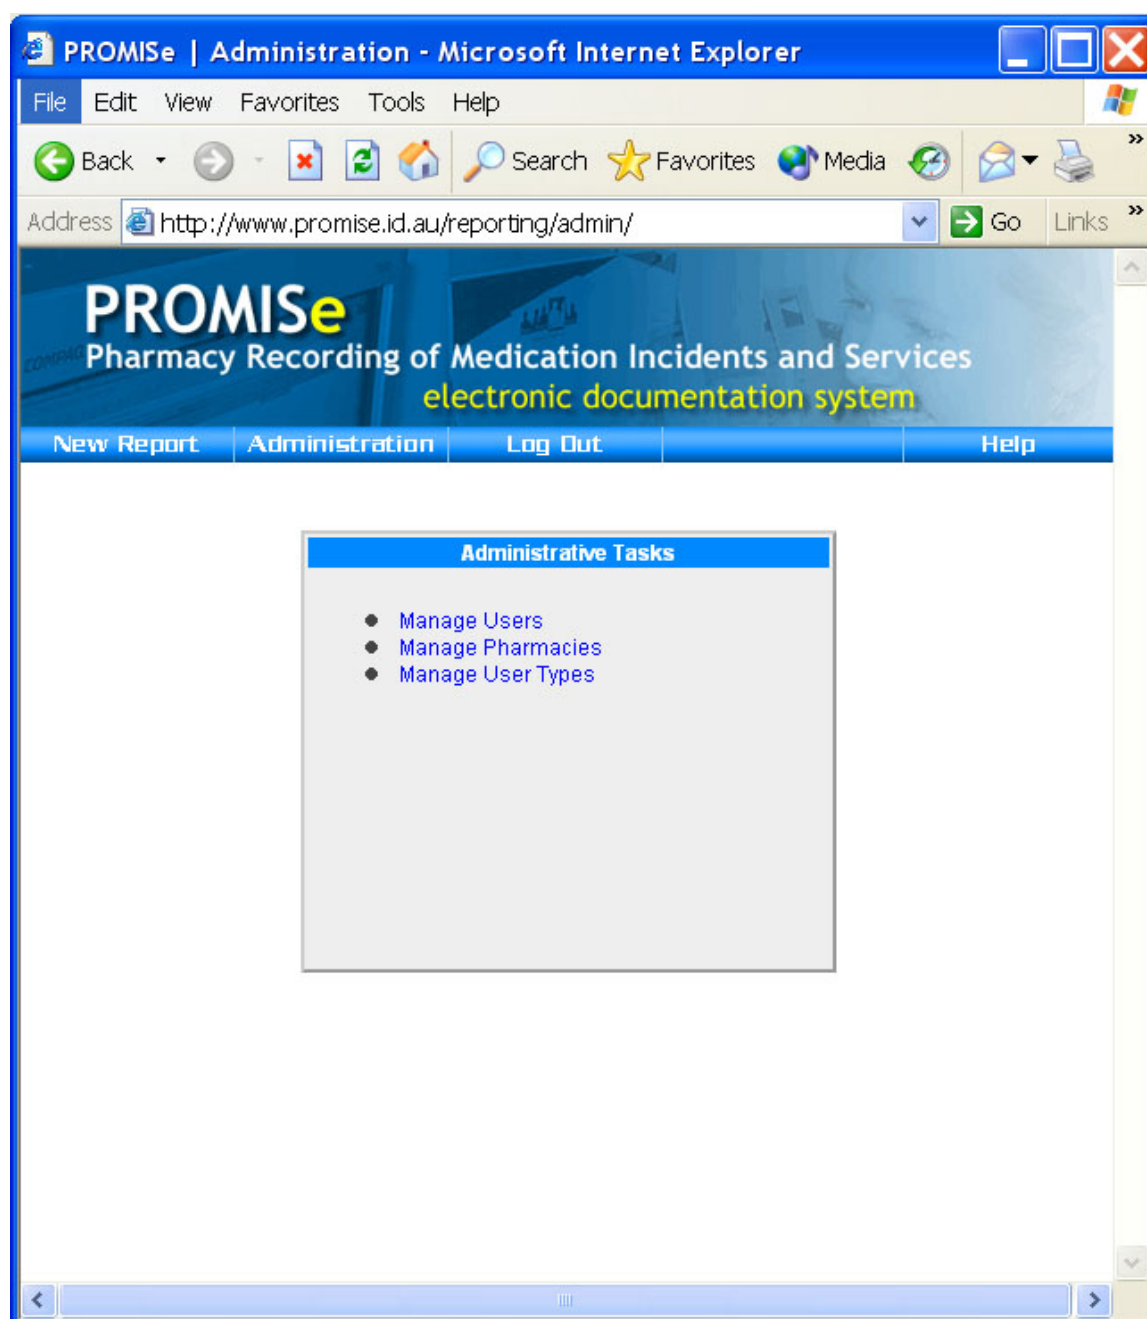 PROMISe | Administration - Microsoft Internet Explorer
File Edit View Favorites Tools Help
Back Search Favorites Media »
Address http://www.promise.id.au/reporting/admin/ Go Links »
COMPAQ
PROMISe
Pharmacy Recording of Medication Incidents and Services
electronic documentation system
New Report Administration Log Out Help
Administrative Tasks
Manage Users
Manage Pharmacies
Manage User Types